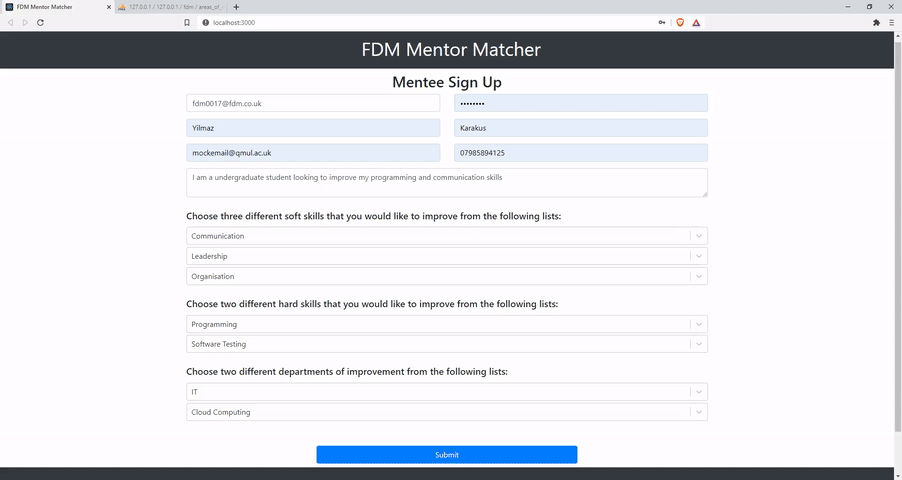 FDM Mentor Matcher
127.0.0.1 / 127.0.0.1 / fdm / areas_of_
localhost:3000
FDM Mentor Matcher
Mentee Sign Up
fdm0017@fdm.co.uk ••••••••
Yilmaz Karakus
mockemail@qmul.ac.uk 07985894125
I am a undergraduate student looking to improve my programming and communication skills
Choose three different soft skills that you would like to improve from the following lists:
Communication
Leadership
Organisation
Choose two different hard skills that you would like to improve from the following lists:
Programming
Software Testing
Choose two different departments of improvement from the following lists:
IT
Cloud Computing
Submit